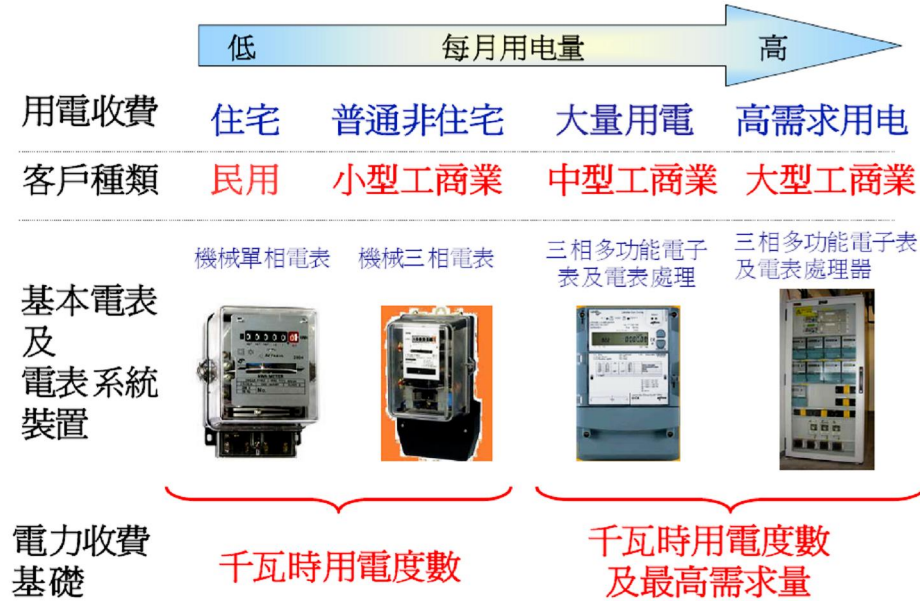 低 每月用电量 高
用電收費 住宅 普通非住宅 大量用電 高需求用电
客戶種類 民用 小型工商業 中型工商業 大型工商業
機械單相電表 機械三相電表 三相多功能電子 三相多功能電子表
表及電表處理 及電表處理器
基本電表
及
電表系統
裝置
電力收費 千瓦時用電度數 千瓦時用電度數
基礎 及最高需求量